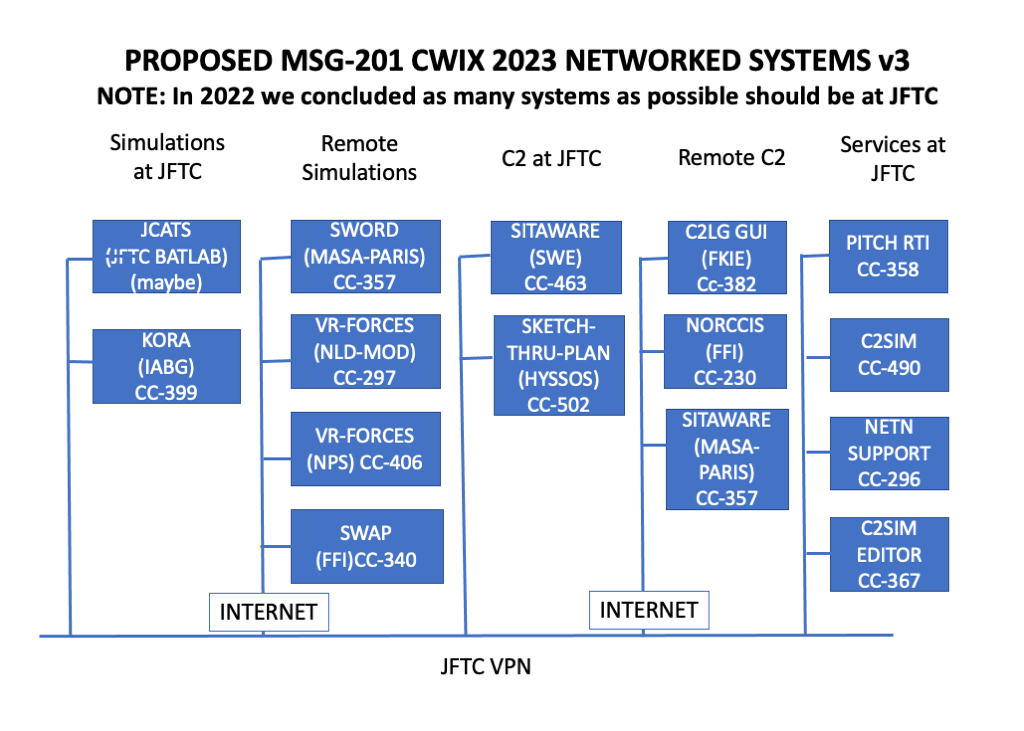 PROPOSED MSG-201 CWIX 2023 NETWORKED SYSTEMS v3
NOTE: In 2022 we concluded as many systems as possible should be at JFTC
Simulations
at JFTC
Remote
Simulations
C2 at JFTC
Remote C2
Services at
JFTC
JCATS
(JFTC BATLAB)
(maybe)
KORA
(IABG)
CC-399
SWORD
(MASA-PARIS)
CC-357
VR-FORCES
(NLD-MOD)
CC-297
VR-FORCES
(NPS) CC-406
SWAP
(FFI)CC-340
SITAWARE
(SWE)
CC-463
SKETCH-
THRU-PLAN
(HYSSOS)
CC-502
C2LG GUI
(FKIE)
Cc-382
NORCCIS
(FFI)
CC-230
SITAWARE
(MASA-
PARIS)
CC-357
PITCH RTI
CC-358
C2SIM
CC-490
NETN
SUPPORT
CC-296
C2SIM
EDITOR
CC-367
INTERNET
INTERNET
JFTC VPN